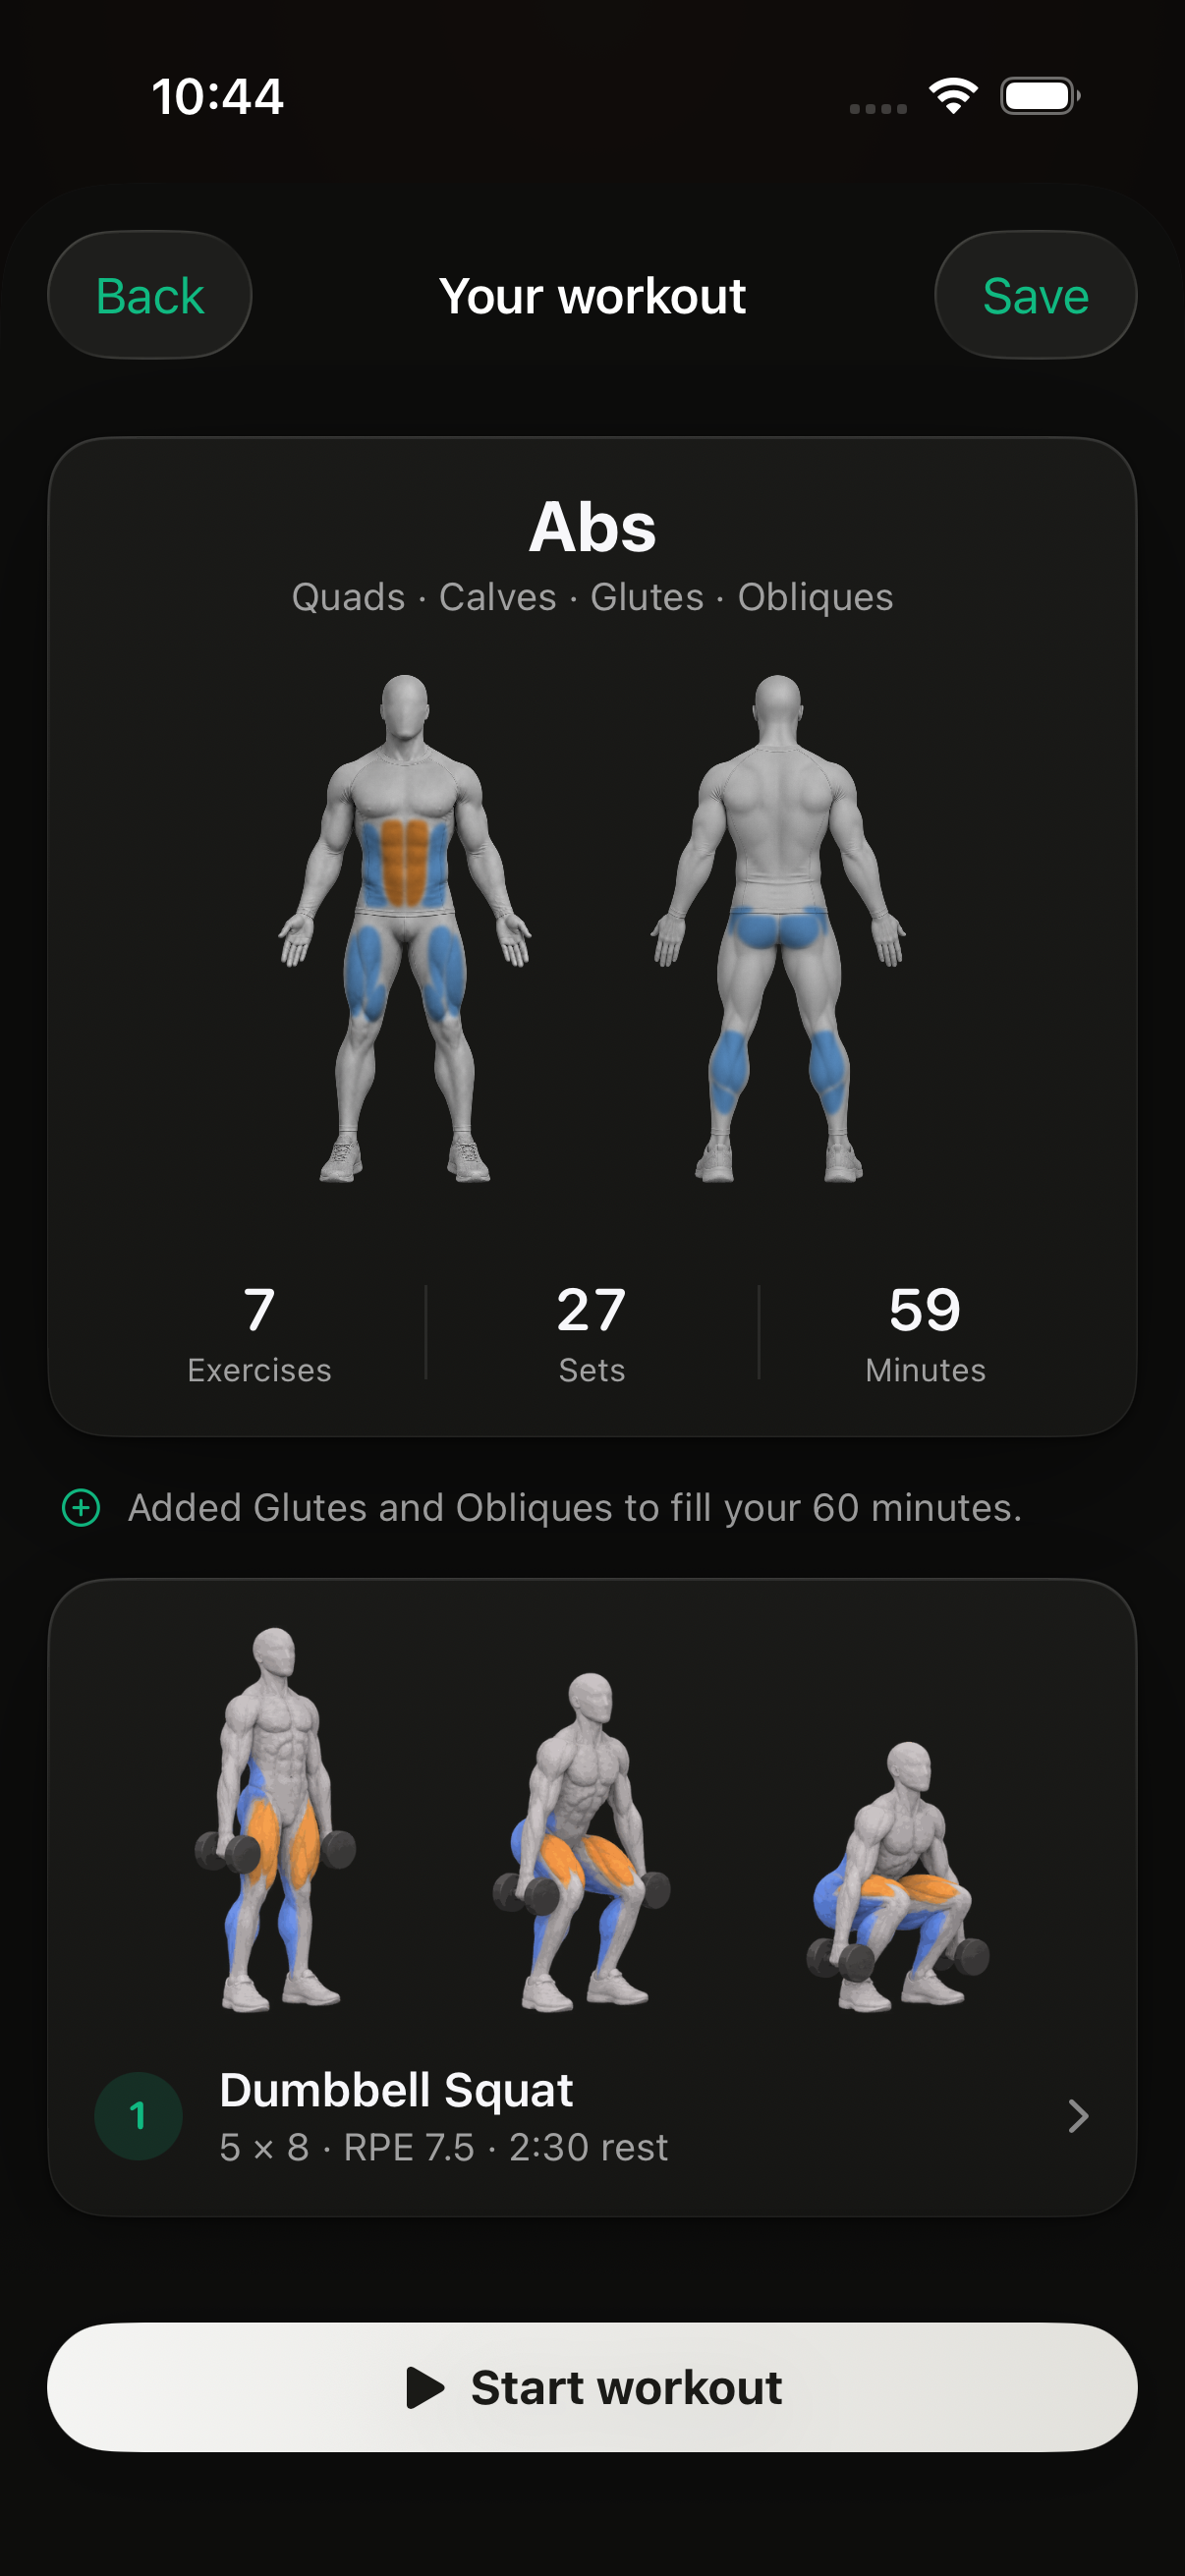 10:44
Back
Your workout
Save
Abs
Quads · Calves · Glutes · Obliques
7
27
59
Exercises
Sets
Minutes
Added Glutes and Obliques to fill your 60 minutes.
1
Dumbbell Squat
5 × 8 · RPE 7.5 · 2:30 rest
Start workout